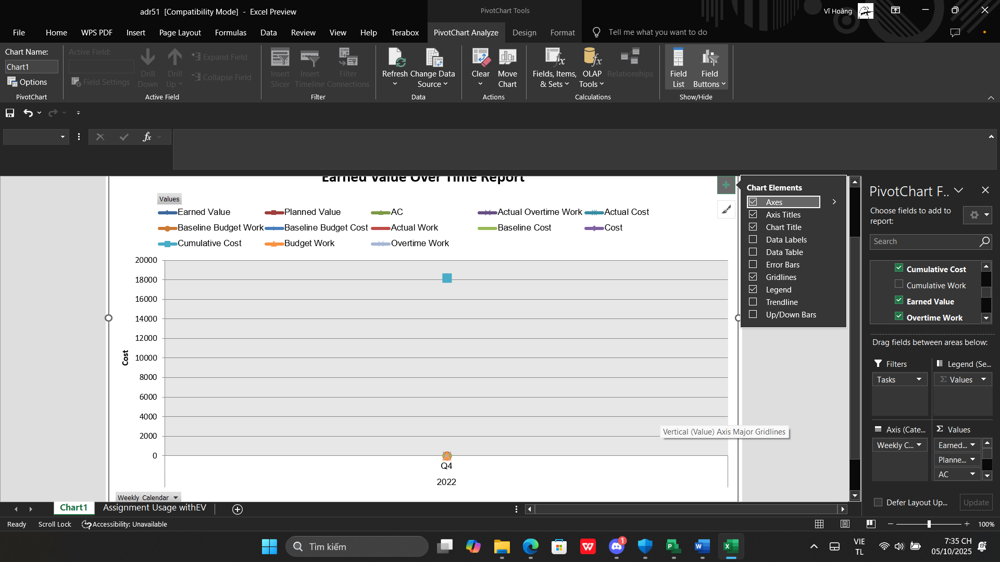 adr51 [Compatibility Mode] - Excel Preview
PivotChart Tools
Vĩ Hoàng
File Home WPS PDF Insert Page Layout Formulas Data Review View Help Terabox PivotChart Analyze Design Format Tell me what you want to do
Chart Name:
Chart1
Options
PivotChart
Active Field:
Field Settings
Drill Down
Drill Up
Expand Field
Collapse Field
Active Field
Insert Slicer
Insert Timeline
Filter Connections
Filter
Refresh
Change Data Source
Data
Clear
Move Chart
Actions
Fields, Items, & Sets
OLAP Tools
Relationships
Calculations
Field List
Field Buttons
Show/Hide
fx
Earned Value Over Time Report
Values
Earned Value Planned Value AC Actual Overtime Work Actual Cost
Baseline Budget Work Baseline Budget Cost Actual Work Baseline Cost Cost
Cumulative Cost Budget Work Overtime Work
20000
18000
16000
14000
12000
10000
8000
6000
4000
2000
0
Cost
Q4
2022
Weekly Calendar
Vertical (Value) Axis Major Gridlines
Chart Elements
Axes
Axis Titles
Chart Title
Data Labels
Data Table
Error Bars
Gridlines
Legend
Trendline
Up/Down Bars
PivotChart F..
Choose fields to add to report:
Search
Cumulative Cost
Cumulative Work
Earned Value
Overtime Work
Drag fields between areas below:
Filters
Tasks
Legend (Se...
Σ Values
Axis (Cate...
Weekly C...
Σ Values
Earned...
Planne...
AC
Defer Layout Up...
Update
Chart1 Assignment Usage withEV
Ready Scroll Lock Accessibility: Unavailable
100%
Tìm kiếm
1
VIE
TL
7:35 CH
05/10/2025